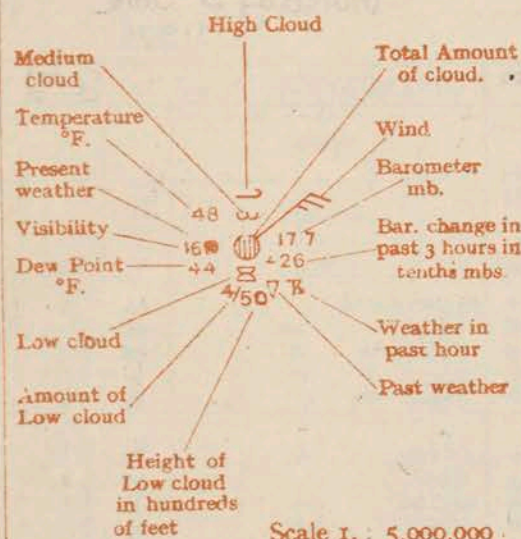 High Cloud
Medium
cloud
Total Amount
of cloud.
Temperature
°F.
Wind
Present
weather
Barometer
mb.
48
Visibility
16
177
Bar. change in
past 3 hours in
tenths mbs.
Dew Point
°F.
44
26
4/50
Low cloud
Weather in
past hour
Amount of
Low cloud
Past weather
Height of
Low cloud
in hundreds
of feet
Scale 1. : 5,000,000